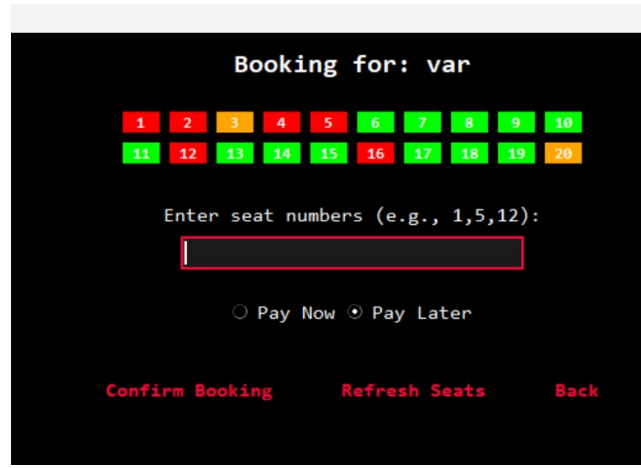 Booking for: var
1 2 3 4 5 6 7 8 9 10
11 12 13 14 15 16 17 18 19 20
Enter seat numbers (e.g., 1,5,12):
Pay Now Pay Later
Confirm Booking Refresh Seats Back